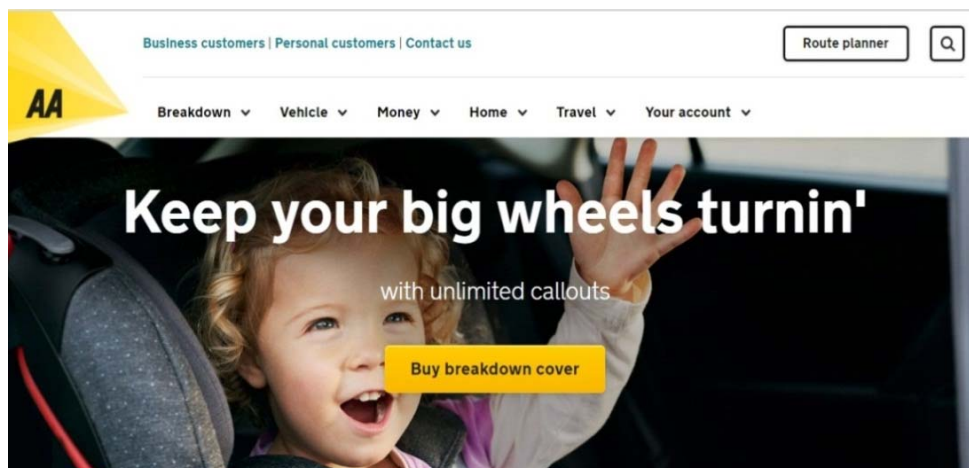 Business customers | Personal customers | Contact us
Route planner
AA
Breakdown Vehicle Money Home Travel Your account
Keep your big wheels turnin'
with unlimited callouts
Buy breakdown cover